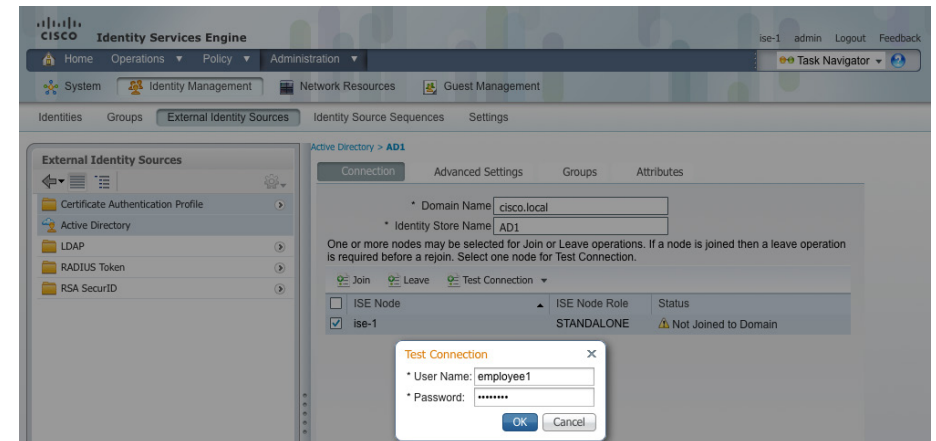 CISCO Identity Services Engine
ise-1 admin Logout Feedback
Home Operations Policy Administration
Task Navigator
System Identity Management Network Resources Guest Management
Identities Groups External Identity Sources Identity Source Sequences Settings
External Identity Sources
Certificate Authentication Profile
Active Directory
LDAP
RADIUS Token
RSA SecurID
Active Directory > AD1
Connection Advanced Settings Groups Attributes
* Domain Name cisco.local
* Identity Store Name AD1
One or more nodes may be selected for Join or Leave operations. If a node is joined then a leave operation
is required before a rejoin. Select one node for Test Connection.
Join Leave Test Connection
ISE Node ISE Node Role Status
ise-1 STANDALONE Not Joined to Domain
Test Connection
* User Name: employee1
* Password: ••••••••
OK Cancel